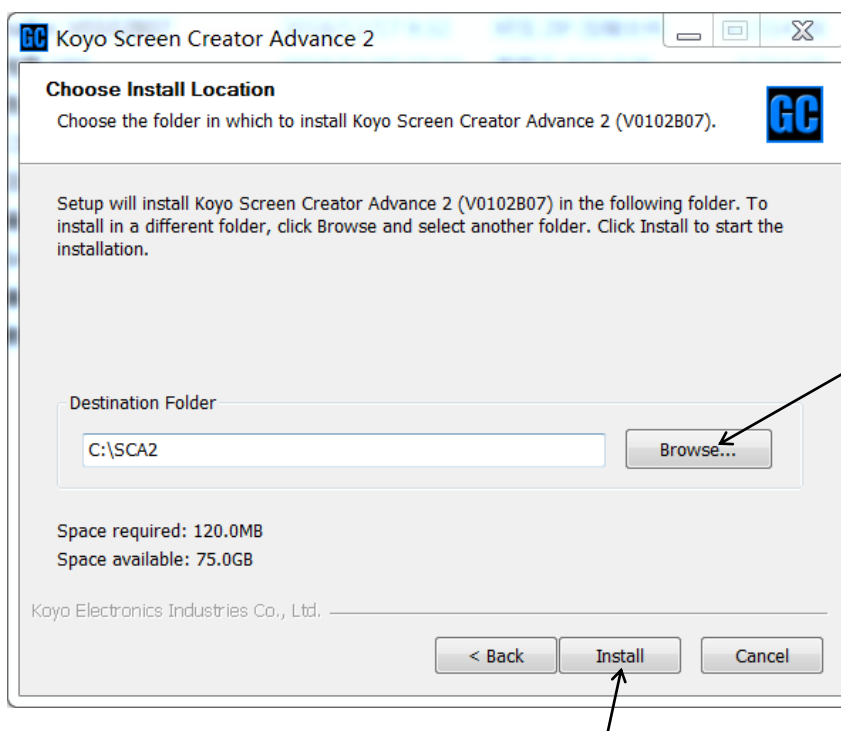 GC Koyo Screen Creator Advance 2
Choose Install Location
Choose the folder in which to install Koyo Screen Creator Advance 2 (V0102B07).
GC
Setup will install Koyo Screen Creator Advance 2 (V0102B07) in the following folder. To
install in a different folder, click Browse and select another folder. Click Install to start the
installation.
Destination Folder
C:\SCA2
Browse...
Space required: 120.0MB
Space available: 75.0GB
Koyo Electronics Industries Co., Ltd.
< Back Install Cancel